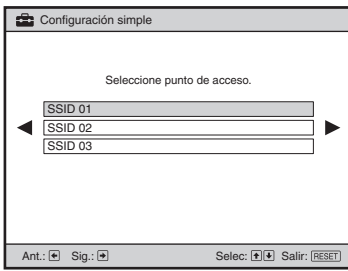 Configuración simple
Seleccione punto de acceso.
SSID 01
SSID 02
SSID 03
Ant.: Sig.: Selec: Salir: RESET